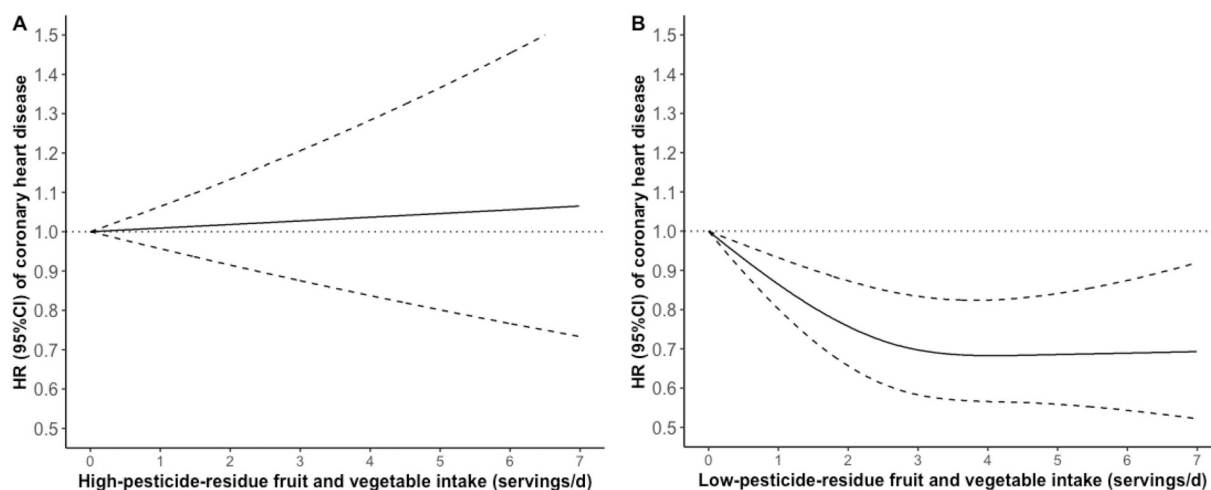 A
HR (95%CI) of coronary heart disease
1.5
1.4
1.3
1.2
1.1
1.0
0.9
0.8
0.7
0.6
0.5
0 1 2 3 4 5 6 7
High-pesticide-residue fruit and vegetable intake (servings/d)
B
HR (95%CI) of coronary heart disease
1.5
1.4
1.3
1.2
1.1
1.0
0.9
0.8
0.7
0.6
0.5
0 1 2 3 4 5 6 7
Low-pesticide-residue fruit and vegetable intake (servings/d)